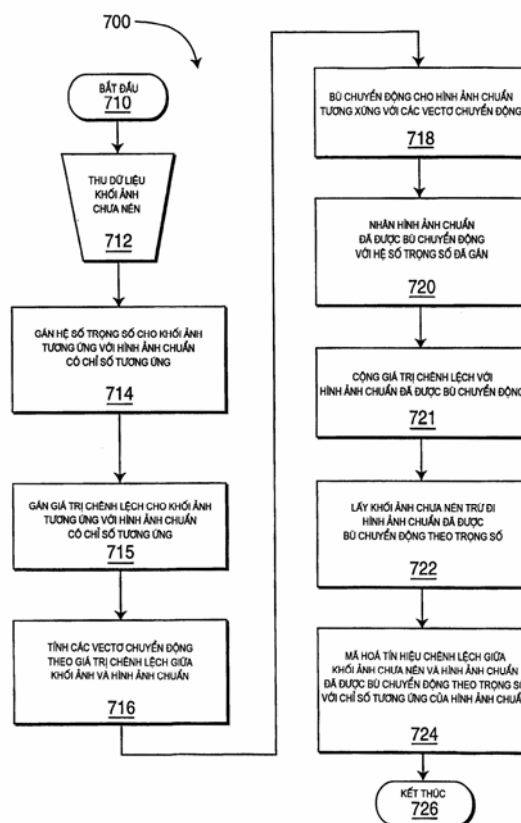 700
BẮT ĐẦU
710
THU DỮ LIỆU
KHỐI ẢNH
CHƯA NÉN
712
GÁN HỆ SỐ TRỌNG SỐ CHO KHỐI ẢNH
TƯƠNG ỨNG VỚI HÌNH ẢNH CHUẨN
CÓ CHỈ SỐ TƯƠNG ỨNG
714
GÁN GIÁ TRỊ CHÊNH LỆCH CHO KHỐI ẢNH
TƯƠNG ỨNG VỚI HÌNH ẢNH CHUẨN
CÓ CHỈ SỐ TƯƠNG ỨNG
715
TÍNH CÁC VECTƠ CHUYỂN ĐỘNG
THEO GIÁ TRỊ CHÊNH LỆCH GIỮA
KHỐI ẢNH VÀ HÌNH ẢNH CHUẨN
716
BÙ CHUYỂN ĐỘNG CHO HÌNH ẢNH CHUẨN
TƯƠNG XỨNG VỚI CÁC VECTƠ CHUYỂN ĐỘNG
718
NHÂN HÌNH ẢNH CHUẨN
ĐÃ ĐƯỢC BÙ CHUYỂN ĐỘNG
VỚI HỆ SỐ TRỌNG SỐ ĐÃ GÁN
720
CỘNG GIÁ TRỊ CHÊNH LỆCH VỚI
HÌNH ẢNH CHUẨN ĐÃ ĐƯỢC BÙ CHUYỂN ĐỘNG
721
LẤY KHỐI ẢNH CHƯA NÉN TRỪ ĐI
HÌNH ẢNH CHUẨN ĐÃ ĐƯỢC
BÙ CHUYỂN ĐỘNG THEO TRỌNG SỐ
722
MÃ HOÁ TÍN HIỆU CHÊNH LỆCH GIỮA
KHỐI ẢNH CHƯA NÉN VÀ HÌNH ẢNH CHUẨN
ĐÃ ĐƯỢC BÙ CHUYỂN ĐỘNG THEO TRỌNG SỐ
VỚI CHỈ SỐ TƯƠNG ỨNG CỦA HÌNH ẢNH CHUẨN
724
KẾT THÚC
726